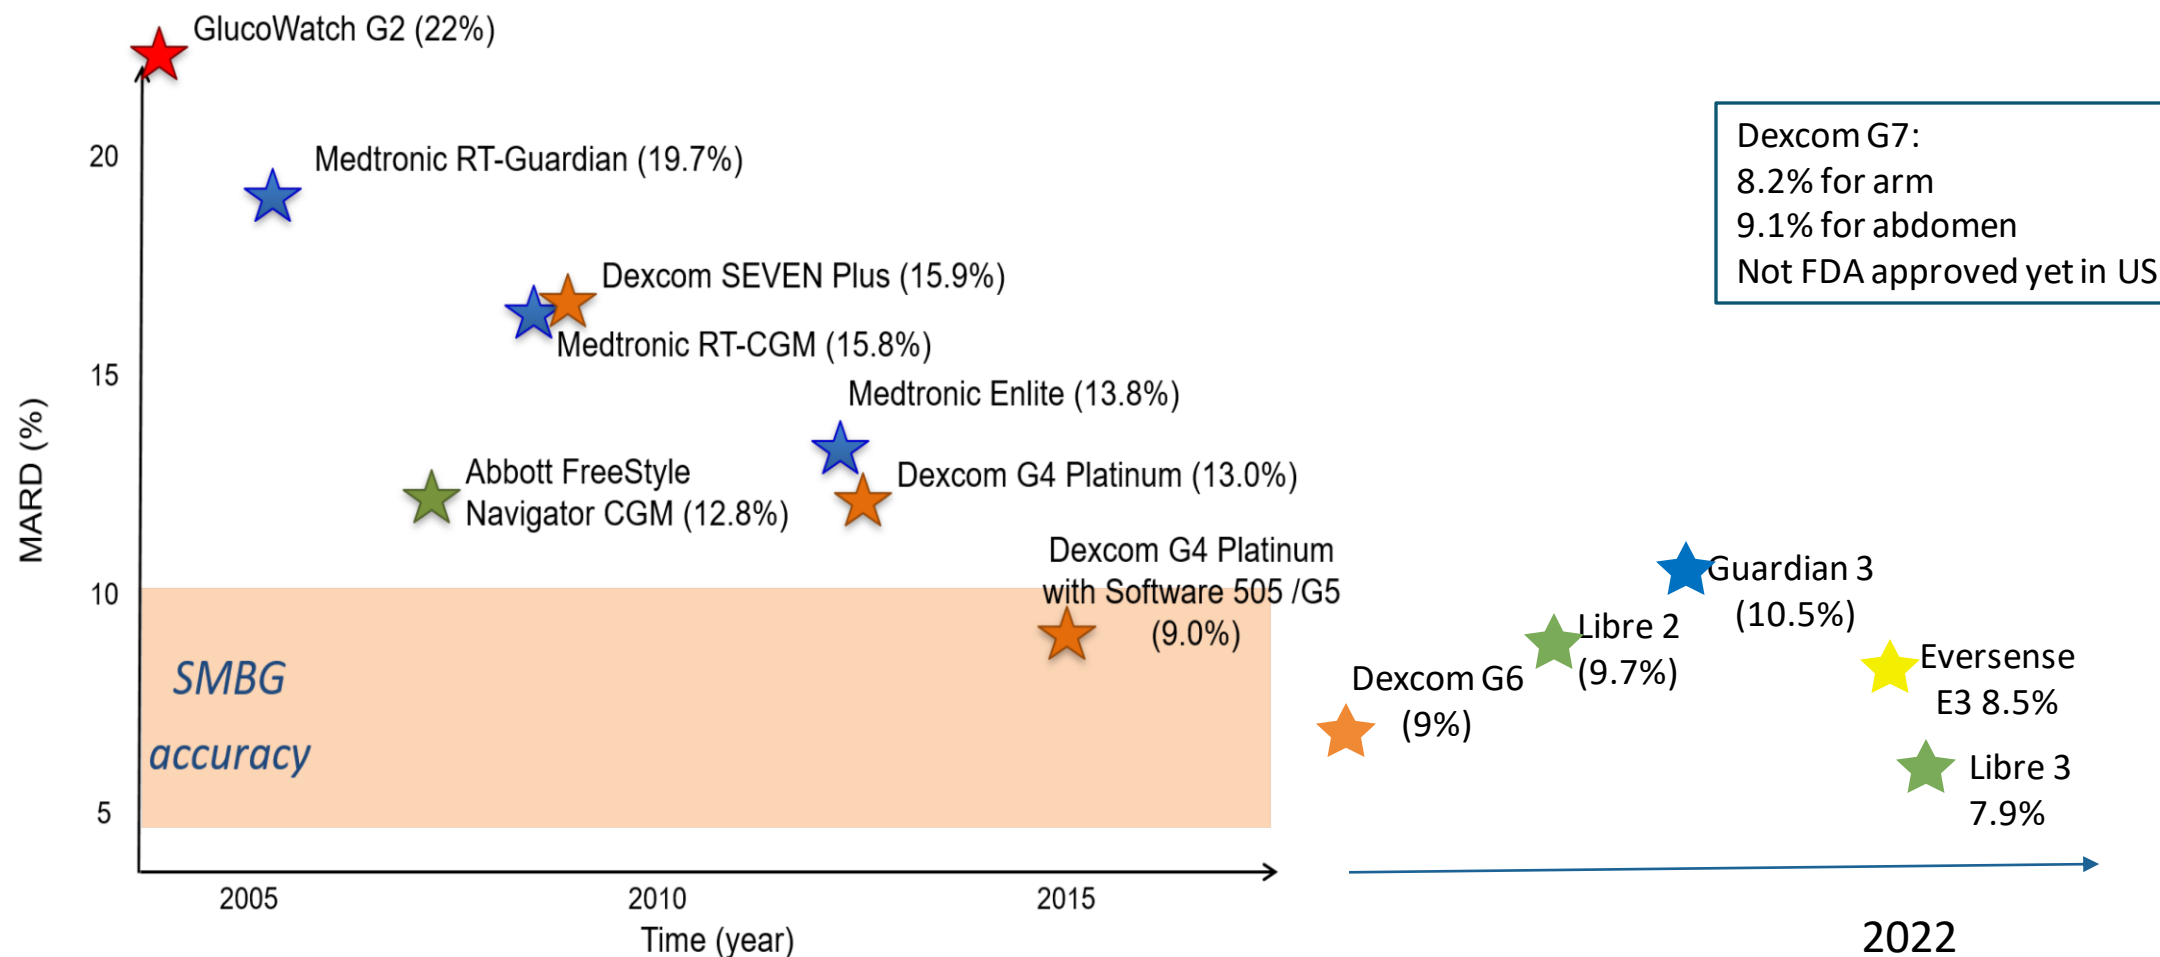 GlucoWatch G2 (22%)
Medtronic RT-Guardian (19.7%)
Dexcom SEVEN Plus (15.9%)
Medtronic RT-CGM (15.8%)
Medtronic Enlite (13.8%)
Abbott FreeStyle
Navigator CGM (12.8%)
Dexcom G4 Platinum (13.0%)
Dexcom G4 Platinum
with Software 505 /G5
(9.0%)
Dexcom G7:
8.2% for arm
9.1% for abdomen
Not FDA approved yet in US
Guardian 3
(10.5%)
Libre 2
(9.7%)
Dexcom G6
(9%)
Eversense
E3 8.5%
Libre 3
7.9%
SMBG
accuracy
MARD (%)
20
15
10
5
2005
2010
2015
Time (year)
2022